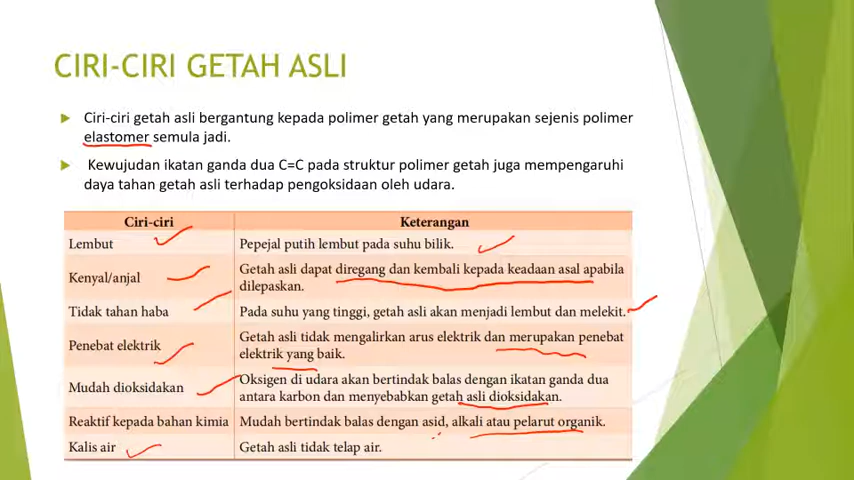 CIRI-CIRI GETAH ASLI
Ciri-ciri getah asli bergantung kepada polimer getah yang merupakan sejenis polimer
elastomer semula jadi.
Kewujudan ikatan ganda dua C=C pada struktur polimer getah juga mempengaruhi
daya tahan getah asli terhadap pengoksidaan oleh udara.
Ciri-ciri Keterangan
Lembut Pepejal putih lembut pada suhu bilik.
Kenyal/anjal Getah asli dapat diregang dan kembali kepada keadaan asal apabila
dilepaskan.
Tidak tahan haba Pada suhu yang tinggi, getah asli akan menjadi lembut dan melekit.
Penebat elektrik Getah asli tidak mengalirkan arus elektrik dan merupakan penebat
elektrik yang baik.
Mudah dioksidakan Oksigen di udara akan bertindak balas dengan ikatan ganda dua
antara karbon dan menyebabkan getah asli dioksidakan.
Reaktif kepada bahan kimia Mudah bertindak balas dengan asid, alkali atau pelarut organik.
Kalis air Getah asli tidak telap air.